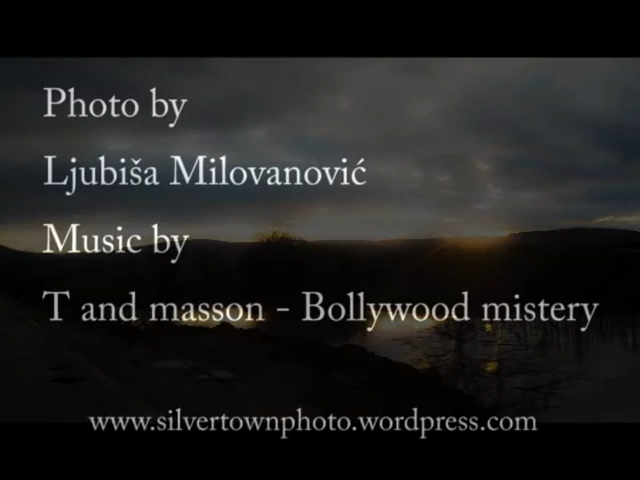 Photo by
Ljubiša Milovanović
Music by
T and masson - Bollywood mistery
www.silvertownphoto.wordpress.com